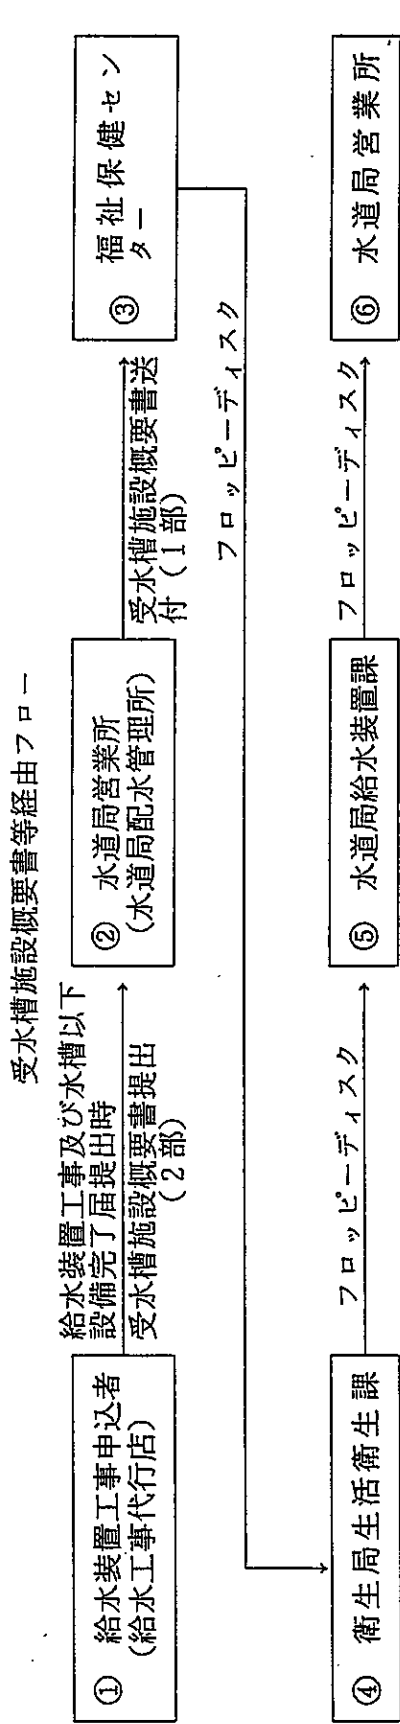 受水槽施設概要書等経由フロー
① 給水装置工事申込者
(給水工事代行店)
給水装置工事及び水槽以下
設備完了届提出時
受水槽施設概要書提出
(2部)
② 水道局営業所
(水道局配水管理所)
受水槽施設概要書送
付(1部)
③ 福祉保健セン
ター
フロッピーディスク
④ 衛生局生活衛生課
フロッピーディスク
⑤ 水道局給水装置課
フロッピーディスク
⑥ 水道局営業所